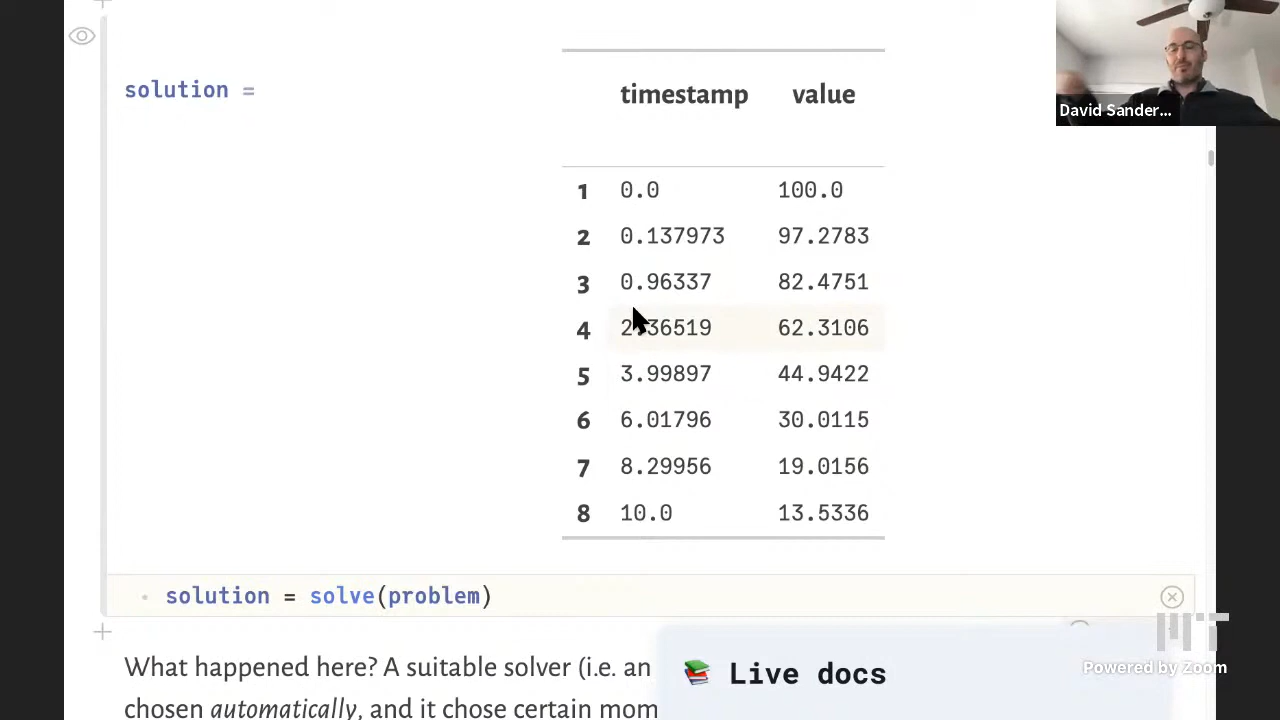 solution =
timestamp value
1 0.0 100.0
2 0.137973 97.2783
3 0.96337 82.4751
4 2.36519 62.3106
5 3.99897 44.9422
6 6.01796 30.0115
7 8.29956 19.0156
8 10.0 13.5336
solution = solve(problem)
What happened here? A suitable solver (i.e. an
chosen automatically, and it chose certain mom
Live docs
David Sander...
MIT
Powered by Zoom